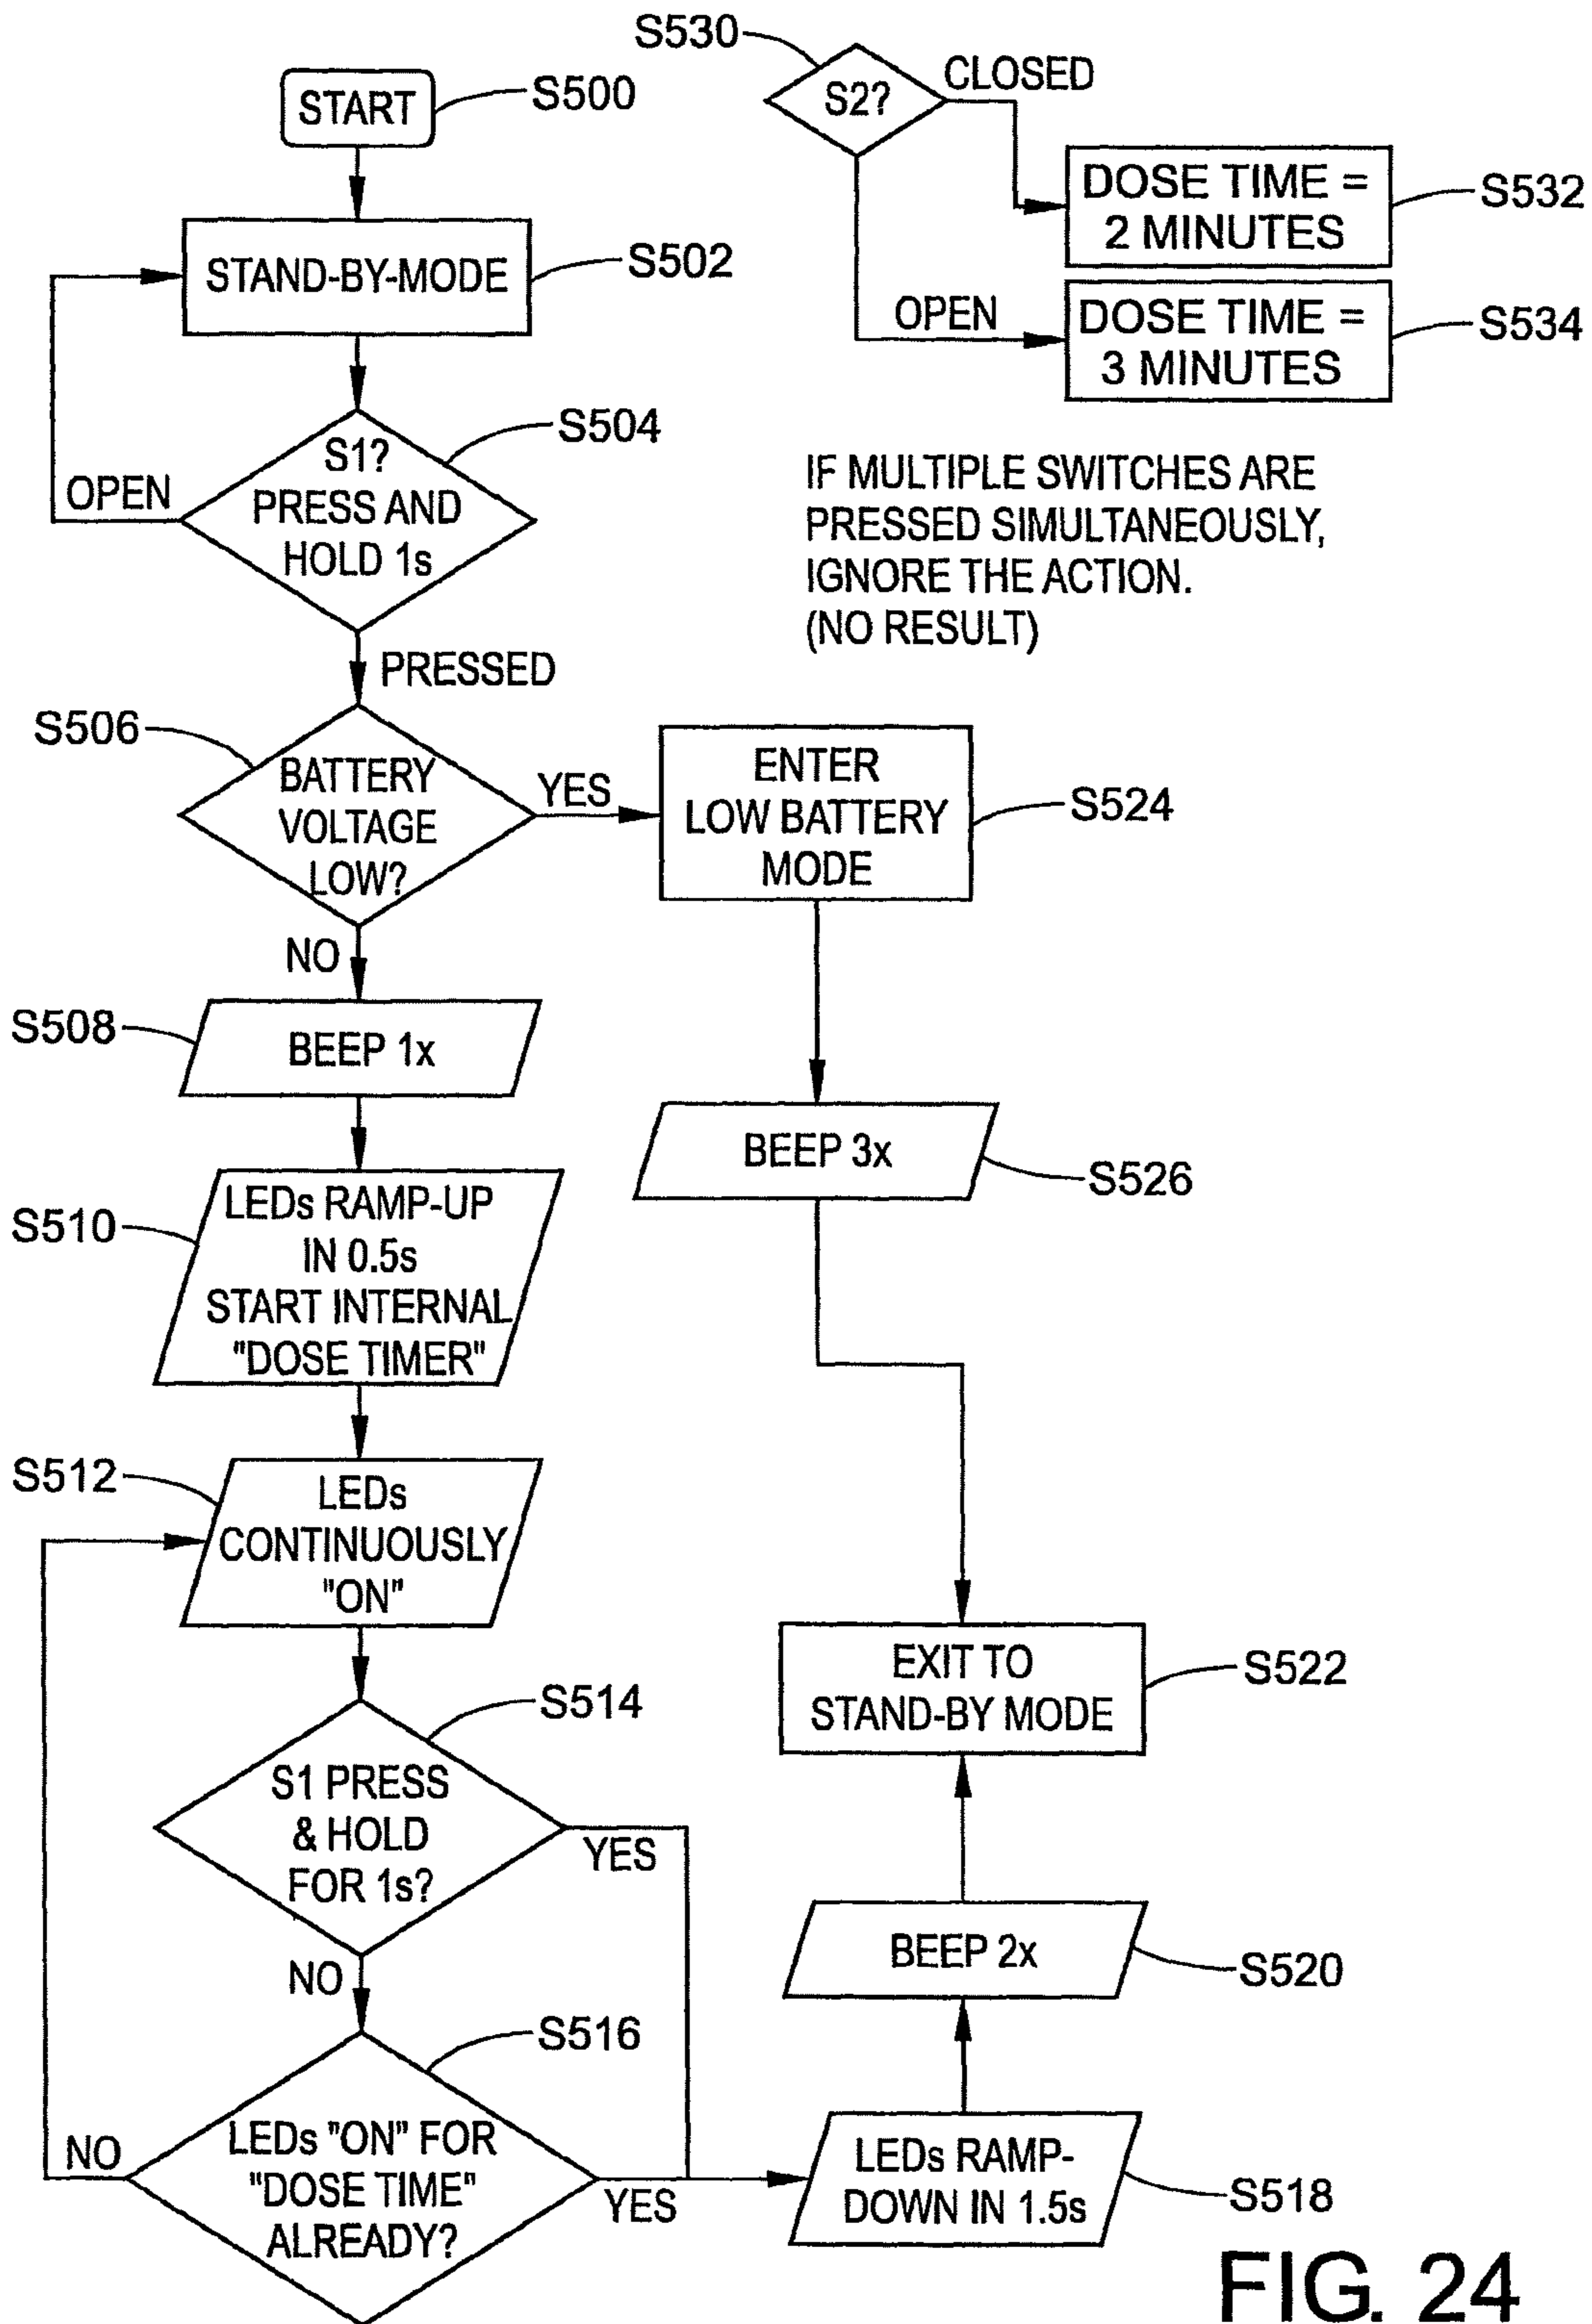 START
S500
STAND-BY-MODE
S502
S1?
PRESS AND
HOLD 1s
S504
OPEN
PRESSED
S506
BATTERY
VOLTAGE
LOW?
YES
NO
S508
BEEP 1x
S510
LEDs RAMP-UP
IN 0.5s
START INTERNAL
"DOSE TIMER"
S512
LEDs
CONTINUOUSLY
"ON"
S514
S1 PRESS
& HOLD
FOR 1s?
YES
NO
S516
LEDs "ON" FOR
"DOSE TIME"
ALREADY?
NO
YES
S530
S2?
CLOSED
DOSE TIME =
2 MINUTES
S532
OPEN
DOSE TIME =
3 MINUTES
S534
IF MULTIPLE SWITCHES ARE
PRESSED SIMULTANEOUSLY,
IGNORE THE ACTION.
(NO RESULT)
ENTER
LOW BATTERY
MODE
S524
BEEP 3x
S526
EXIT TO
STAND-BY MODE
S522
BEEP 2x
S520
LEDs RAMP-
DOWN IN 1.5s
S518
FIG. 24